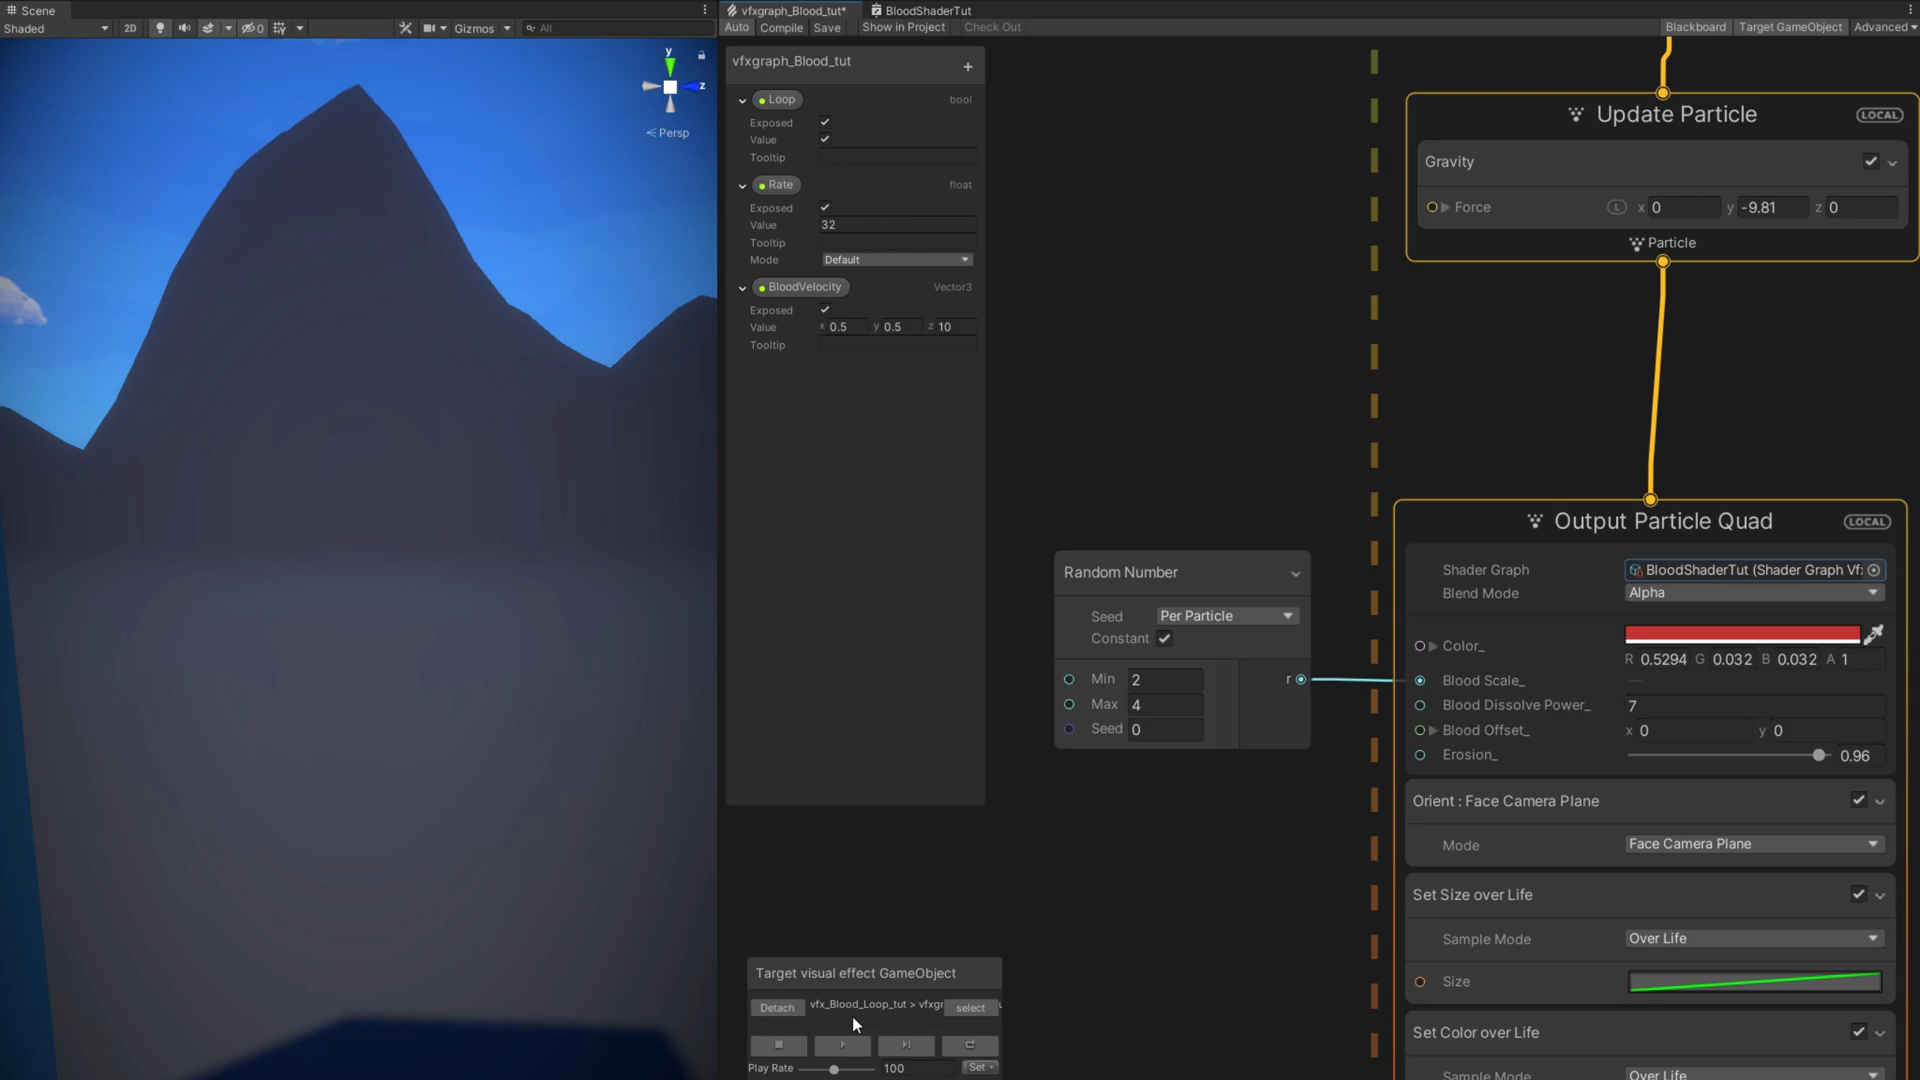 Scene
Shaded
2D
0
Gizmos
All
y
z
Persp
vfxgraph_Blood_tut*
BloodShaderTut
Auto
Compile
Save
Show in Project
Check Out
Blackboard
Target GameObject
Advanced
vfxgraph_Blood_tut
+
Loop bool
Exposed
Value
Tooltip
Rate float
Exposed
Value 32
Tooltip
Mode Default
BloodVelocity Vector3
Exposed
Value x 0.5 y 0.5 z 10
Tooltip
Update Particle LOCAL
Gravity
Force L x 0 y -9.81 z 0
Particle
Random Number
Seed Per Particle
Constant
Min 2 r
Max 4
Seed 0
Output Particle Quad LOCAL
Shader Graph BloodShaderTut (Shader Graph Vf:
Blend Mode Alpha
Color_
R 0.5294 G 0.032 B 0.032 A 1
Blood Scale_
Blood Dissolve Power_ 7
Blood Offset_ x 0 y 0
Erosion_ 0.96
Orient : Face Camera Plane
Mode Face Camera Plane
Set Size over Life
Sample Mode Over Life
Size
Set Color over Life
Sample Mode Over Life
Target visual effect GameObject
Detach vfx_Blood_Loop_tut > vfxgr select
Play Rate 100 Set